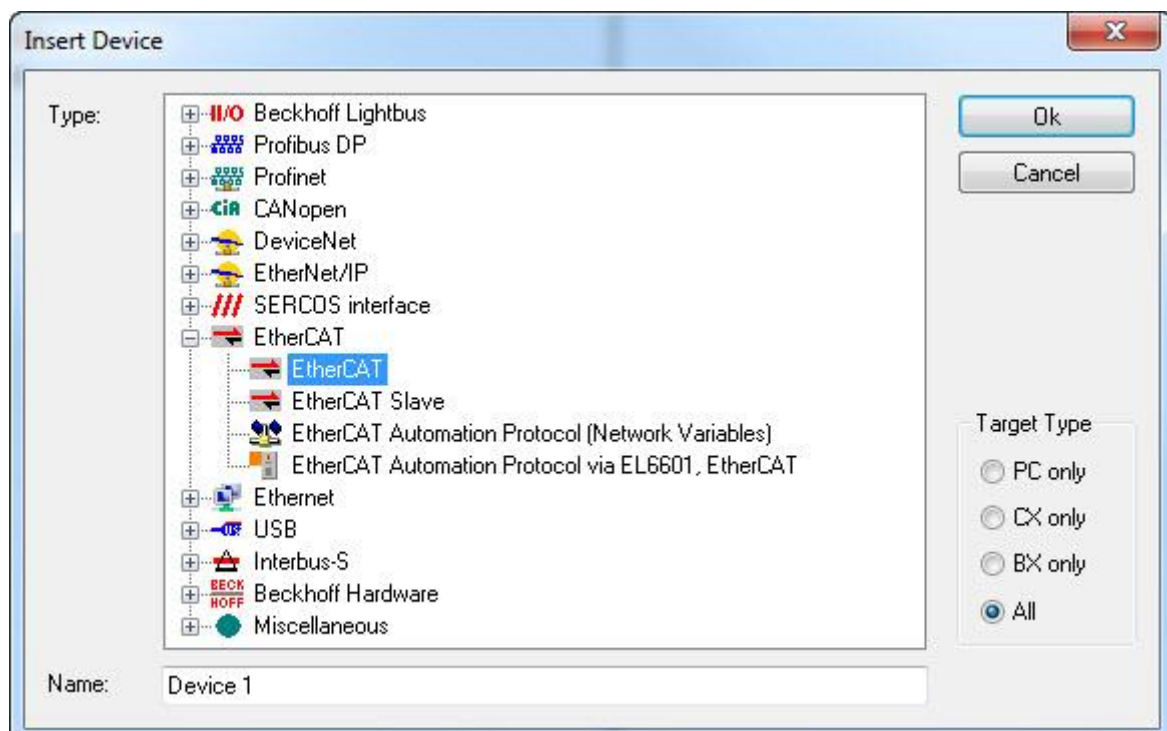 Insert Device
Type:
II/O Beckhoff Lightbus
Profibus DP
Profinet
CiA CANopen
DeviceNet
EtherNet/IP
SERCOS interface
EtherCAT
EtherCAT
EtherCAT Slave
EtherCAT Automation Protocol (Network Variables)
EtherCAT Automation Protocol via EL6601, EtherCAT
Ethernet
USB
Interbus-S
BECK HOFF Beckhoff Hardware
Miscellaneous
Ok
Cancel
Target Type
PC only
CX only
BX only
All
Name: Device 1